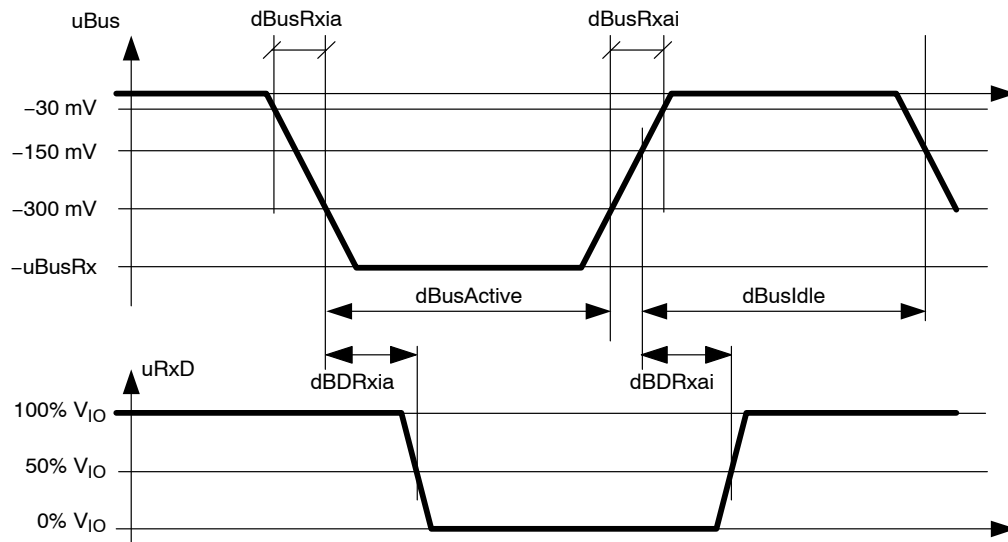 uBus
dBusRxia
dBusRxai
−30 mV
−150 mV
−300 mV
−uBusRx
dBusActive
dBusIdle
uRxD
dBDRxia
dBDRxai
100% VIO
50% VIO
0% VIO